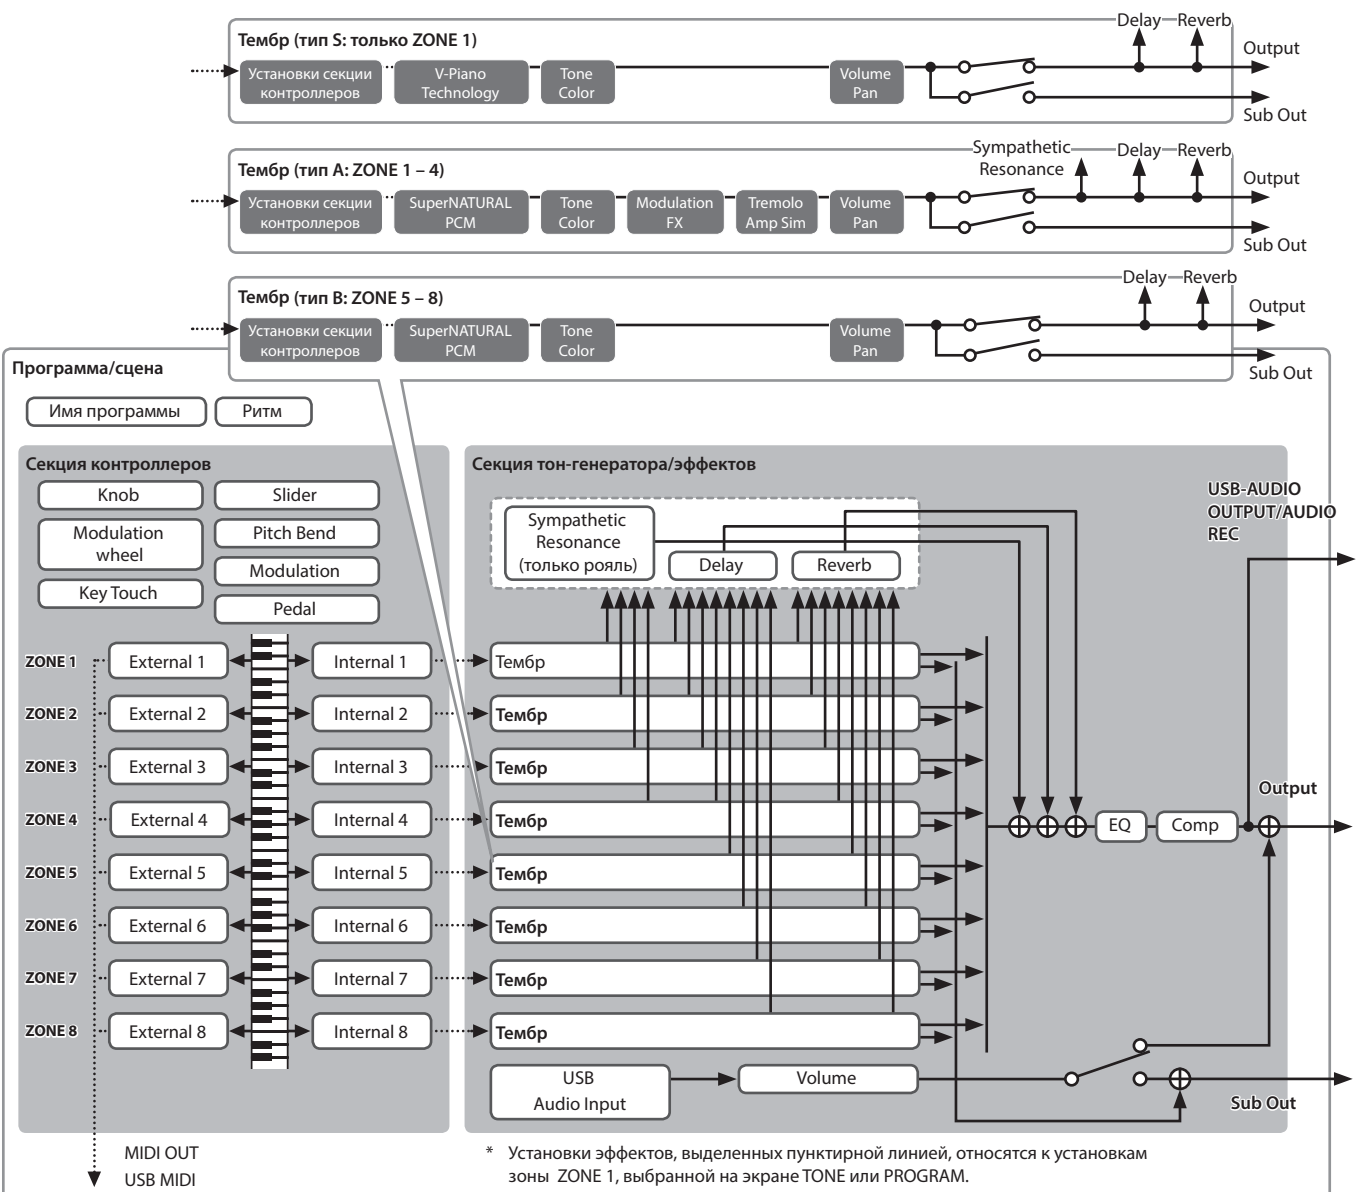 Delay Reverb
Тембр (тип S: только ZONE 1)
Output
Установки секции
контроллеров
V-Piano
Technology
Tone
Color
Volume
Pan
Sub Out
Sympathetic
Resonance
Delay Reverb
Тембр (тип A: ZONE 1 – 4)
Output
Установки секции
контроллеров
SuperNATURAL
PCM
Tone
Color
Modulation
FX
Tremolo
Amp Sim
Volume
Pan
Sub Out
Delay Reverb
Тембр (тип B: ZONE 5 – 8)
Output
Установки секции
контроллеров
SuperNATURAL
PCM
Tone
Color
Volume
Pan
Sub Out
Программа/сцена
Имя программы
Ритм
Секция контроллеров
Knob
Slider
Modulation
wheel
Pitch Bend
Modulation
Key Touch
Pedal
Секция тон-генератора/эффектов
USB-AUDIO
OUTPUT/AUDIO
REC
Sympathetic
Resonance
(только рояль)
Delay
Reverb
ZONE 1 External 1 Internal 1 Тембр
ZONE 2 External 2 Internal 2 Тембр
ZONE 3 External 3 Internal 3 Тембр
ZONE 4 External 4 Internal 4 Тембр
ZONE 5 External 5 Internal 5 Тембр
ZONE 6 External 6 Internal 6 Тембр
ZONE 7 External 7 Internal 7 Тембр
ZONE 8 External 8 Internal 8 Тембр
Output
EQ
Comp
USB
Audio Input
Volume
Sub Out
MIDI OUT
USB MIDI
* Установки эффектов, выделенных пунктирной линией, относятся к установкам
зоны ZONE 1, выбранной на экране TONE или PROGRAM.